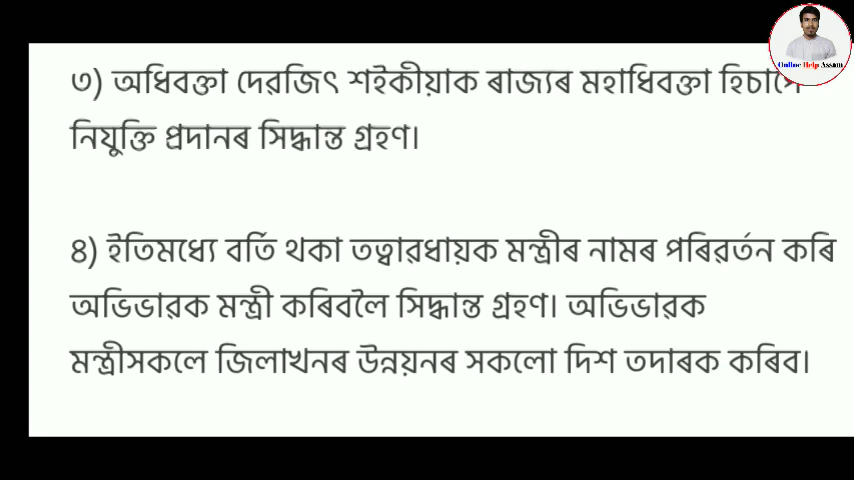 Online Help Assam
৩) অধিবক্তা দেৱজিৎ শইকীয়াক ৰাজ্যৰ মহাধিবক্তা হিচাপে
নিযুক্তি প্ৰদানৰ সিদ্ধান্ত গ্ৰহণ।
৪) ইতিমধ্যে বৰ্তি থকা তত্বাৱধায়ক মন্ত্ৰীৰ নামৰ পৰিৱৰ্তন কৰি
অভিভাৱক মন্ত্ৰী কৰিবলৈ সিদ্ধান্ত গ্ৰহণ। অভিভাৱক
মন্ত্ৰীসকলে জিলাখনৰ উন্নয়নৰ সকলো দিশ তদাৰক কৰিব।